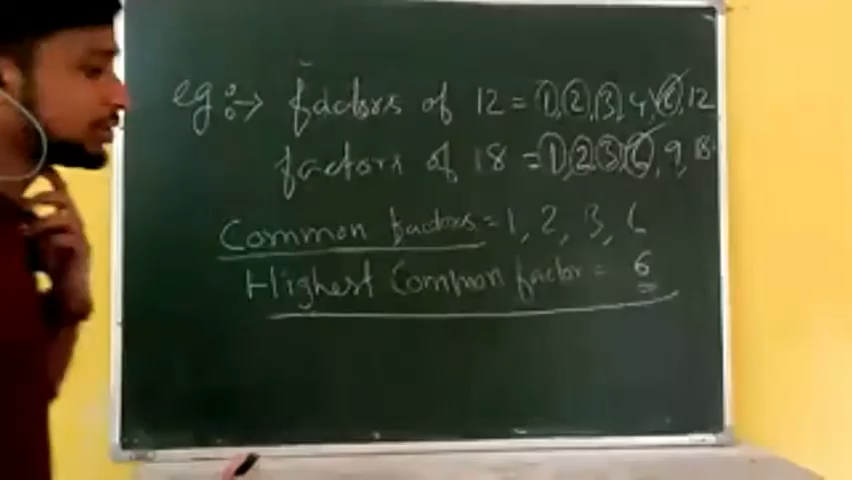 eg:→ factors of 12 = 1, 2, 3, 4, 6, 12
factors of 18 = 1, 2, 3, 6, 9, 18
Common factors = 1, 2, 3, 6
Highest Common factor = 6